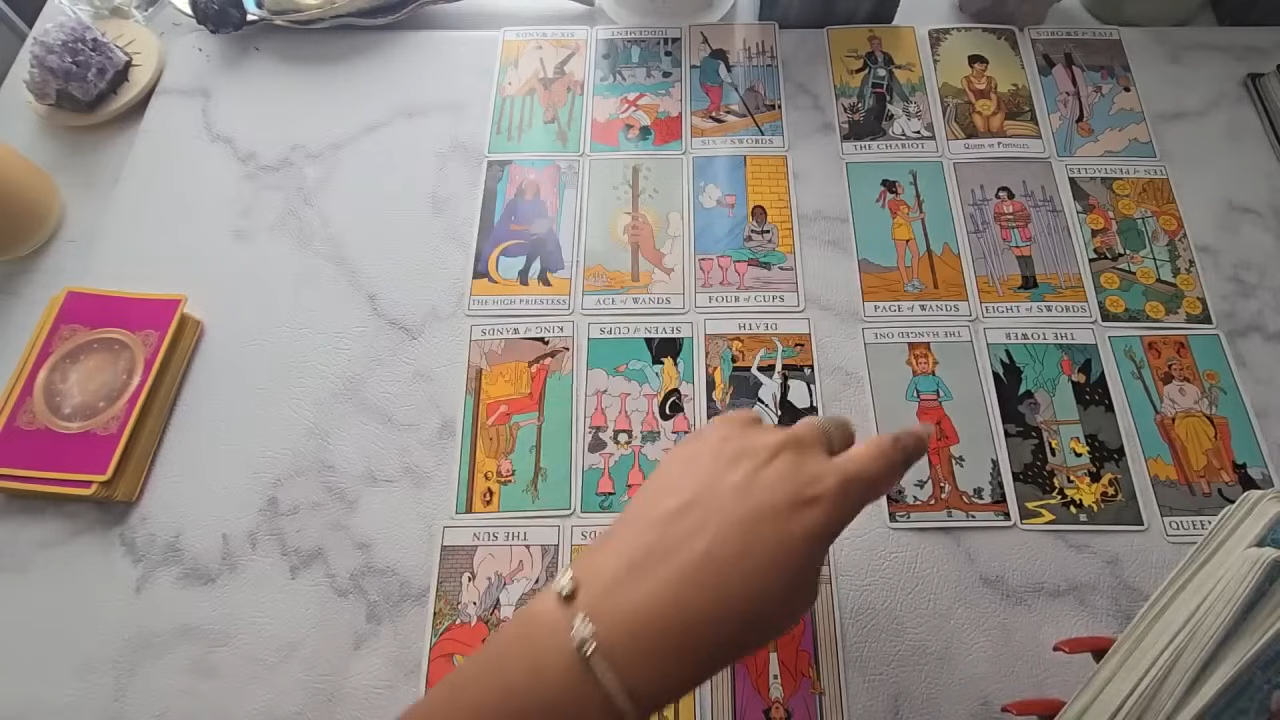 SIX of WANDS
JUDGEMENT
SIX of SWORDS
THE CHARIOT
QUEEN of PENTACLES
FIVE of SWORDS
THE HIGH PRIESTESS
ACE of WANDS
FOUR of CUPS
PAGE of WANDS
EIGHT of SWORDS
TEN of PENTACLES
KING of WANDS
SEVEN of CUPS
DEATH
THE HANGED ONE
THE TOWER
QUEEN
THE SUN